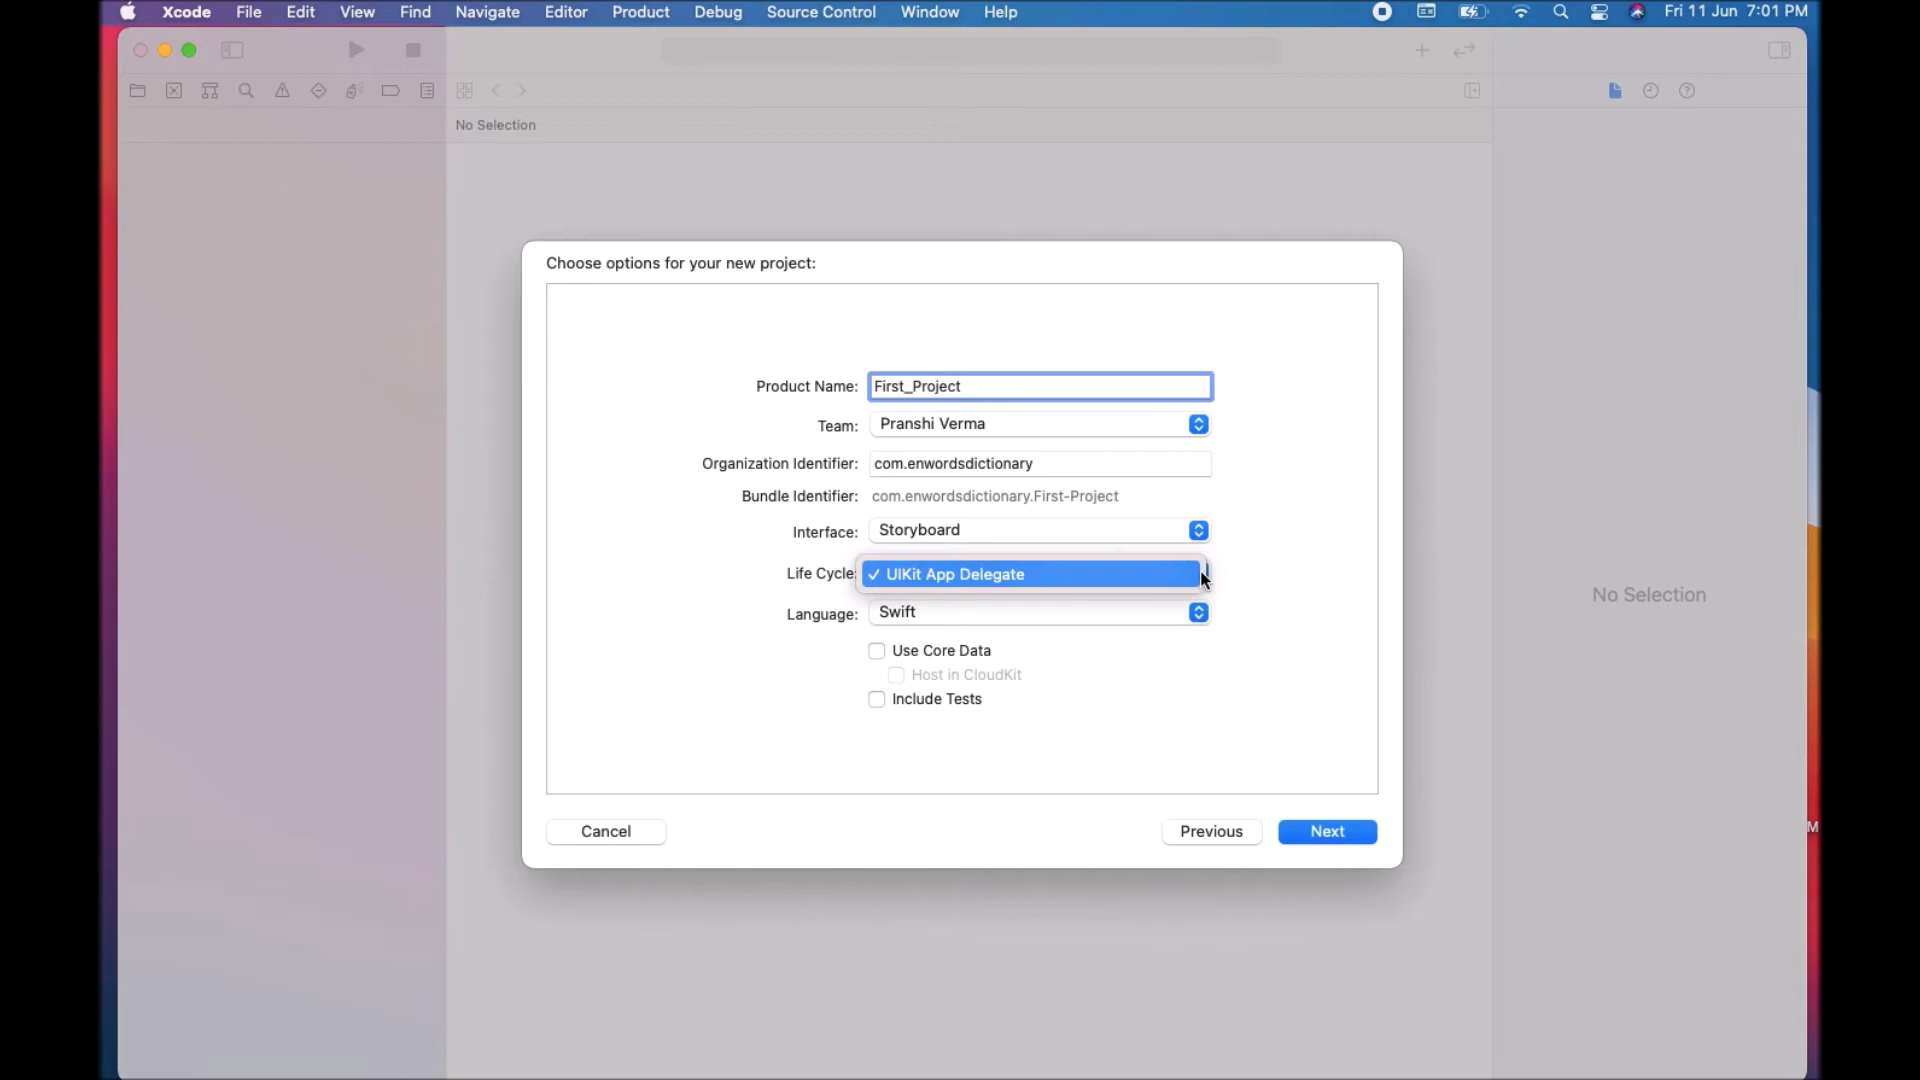 Xcode File Edit View Find Navigate Editor Product Debug Source Control Window Help Fri 11 Jun 7:01 PM
No Selection
Choose options for your new project:
Product Name: First_Project
Team: Pranshi Verma
Organization Identifier: com.enwordsdictionary
Bundle Identifier: com.enwordsdictionary.First-Project
Interface: Storyboard
Life Cycle: ✓ UIKit App Delegate
No Selection
Language: Swift
Use Core Data
Host in CloudKit
Include Tests
Cancel Previous Next
M